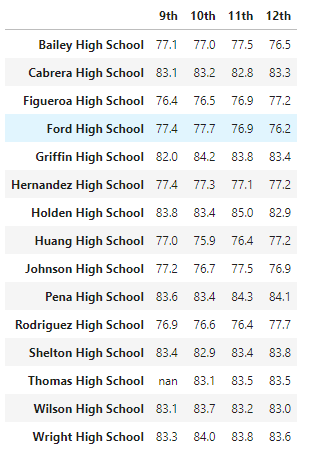 9th 10th 11th 12th
Bailey High School 77.1 77.0 77.5 76.5
Cabrera High School 83.1 83.2 82.8 83.3
Figueroa High School 76.4 76.5 76.9 77.2
Ford High School 77.4 77.7 76.9 76.2
Griffin High School 82.0 84.2 83.8 83.4
Hernandez High School 77.4 77.3 77.1 77.2
Holden High School 83.8 83.4 85.0 82.9
Huang High School 77.0 75.9 76.4 77.2
Johnson High School 77.2 76.7 77.5 76.9
Pena High School 83.6 83.4 84.3 84.1
Rodriguez High School 76.9 76.6 76.4 77.7
Shelton High School 83.4 82.9 83.4 83.8
Thomas High School nan 83.1 83.5 83.5
Wilson High School 83.1 83.7 83.2 83.0
Wright High School 83.3 84.0 83.8 83.6